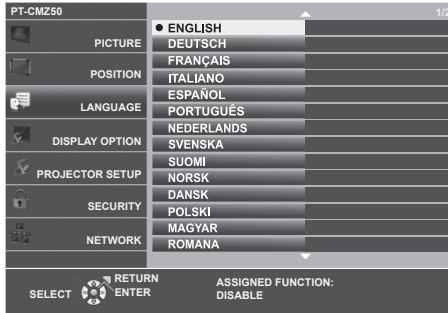 PT-CMZ50
1/2
PICTURE
POSITION
LANGUAGE
DISPLAY OPTION
PROJECTOR SETUP
SECURITY
NETWORK
ENGLISH
DEUTSCH
FRANÇAIS
ITALIANO
ESPAÑOL
PORTUGUÊS
NEDERLANDS
SVENSKA
SUOMI
NORSK
DANSK
POLSKI
MAGYAR
ROMANA
SELECT
RETURN
ENTER
ASSIGNED FUNCTION:
DISABLE